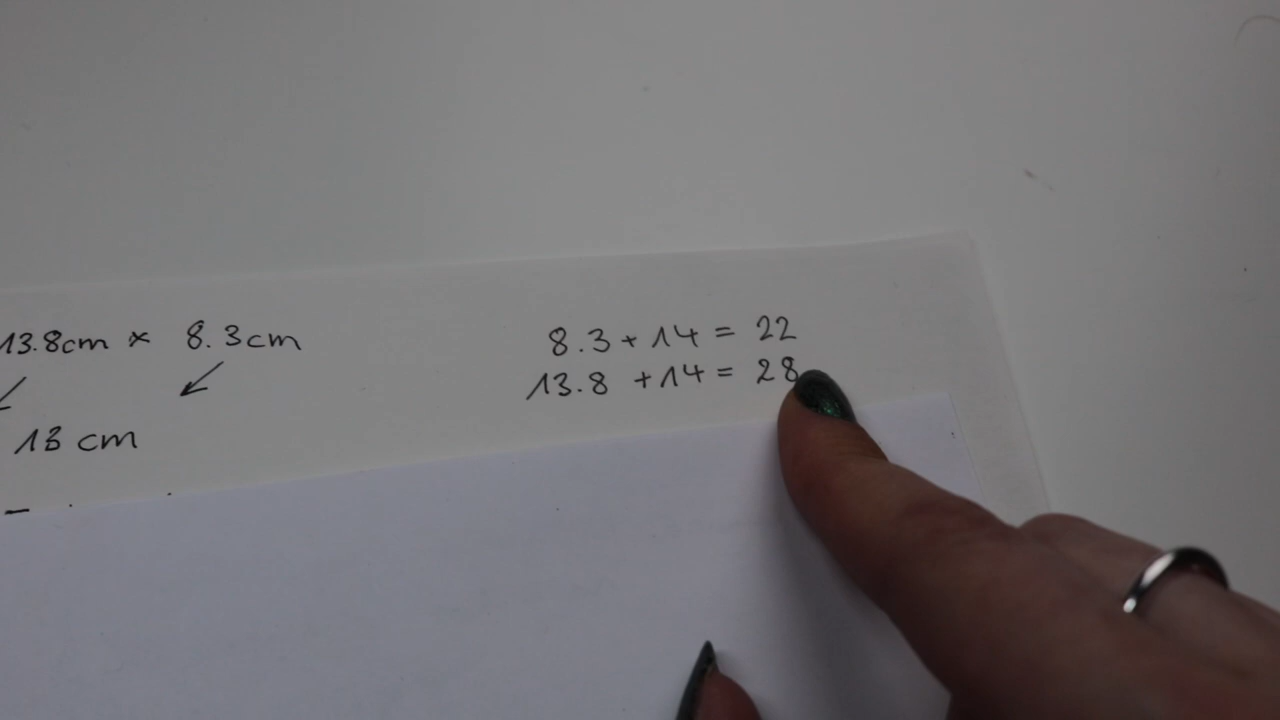 13.8cm × 8.3cm
13 cm
8.3 + 14 = 22
13.8 + 14 = 28